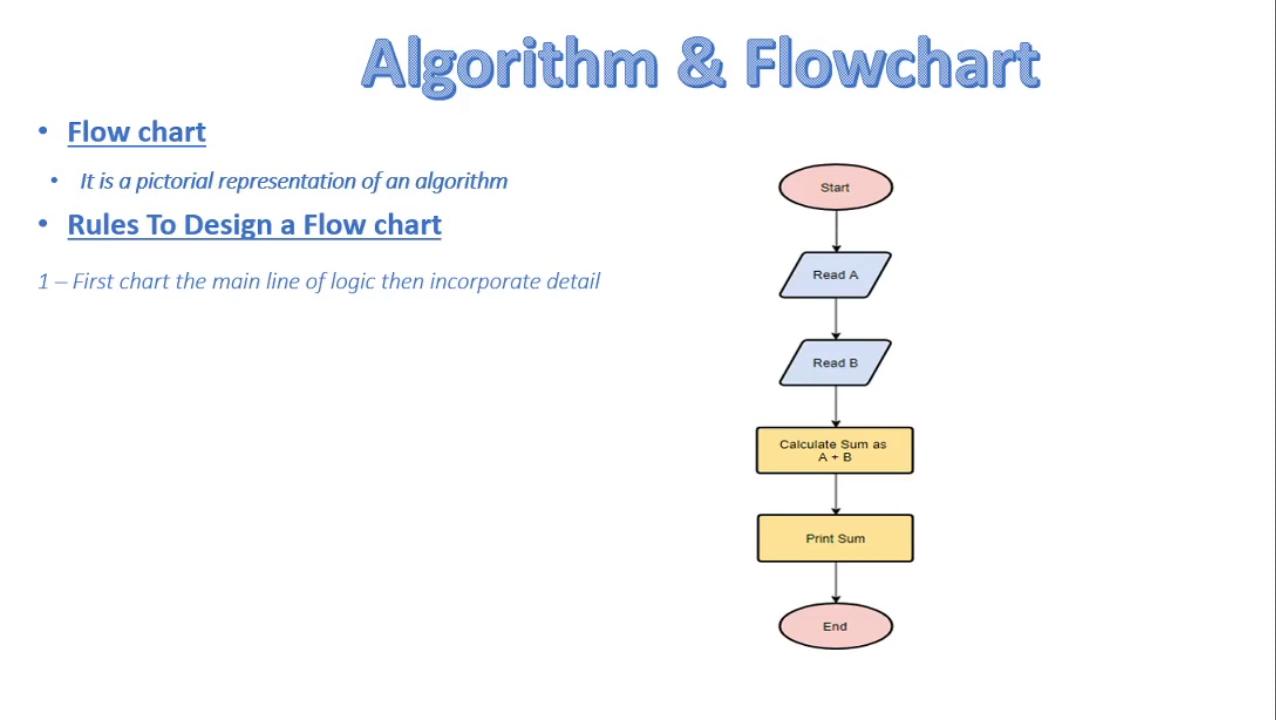 Algorithm & Flowchart
• Flow chart
• It is a pictorial representation of an algorithm
• Rules To Design a Flow chart
1 – First chart the main line of logic then incorporate detail
Start
Read A
Read B
Calculate Sum as
A + B
Print Sum
End